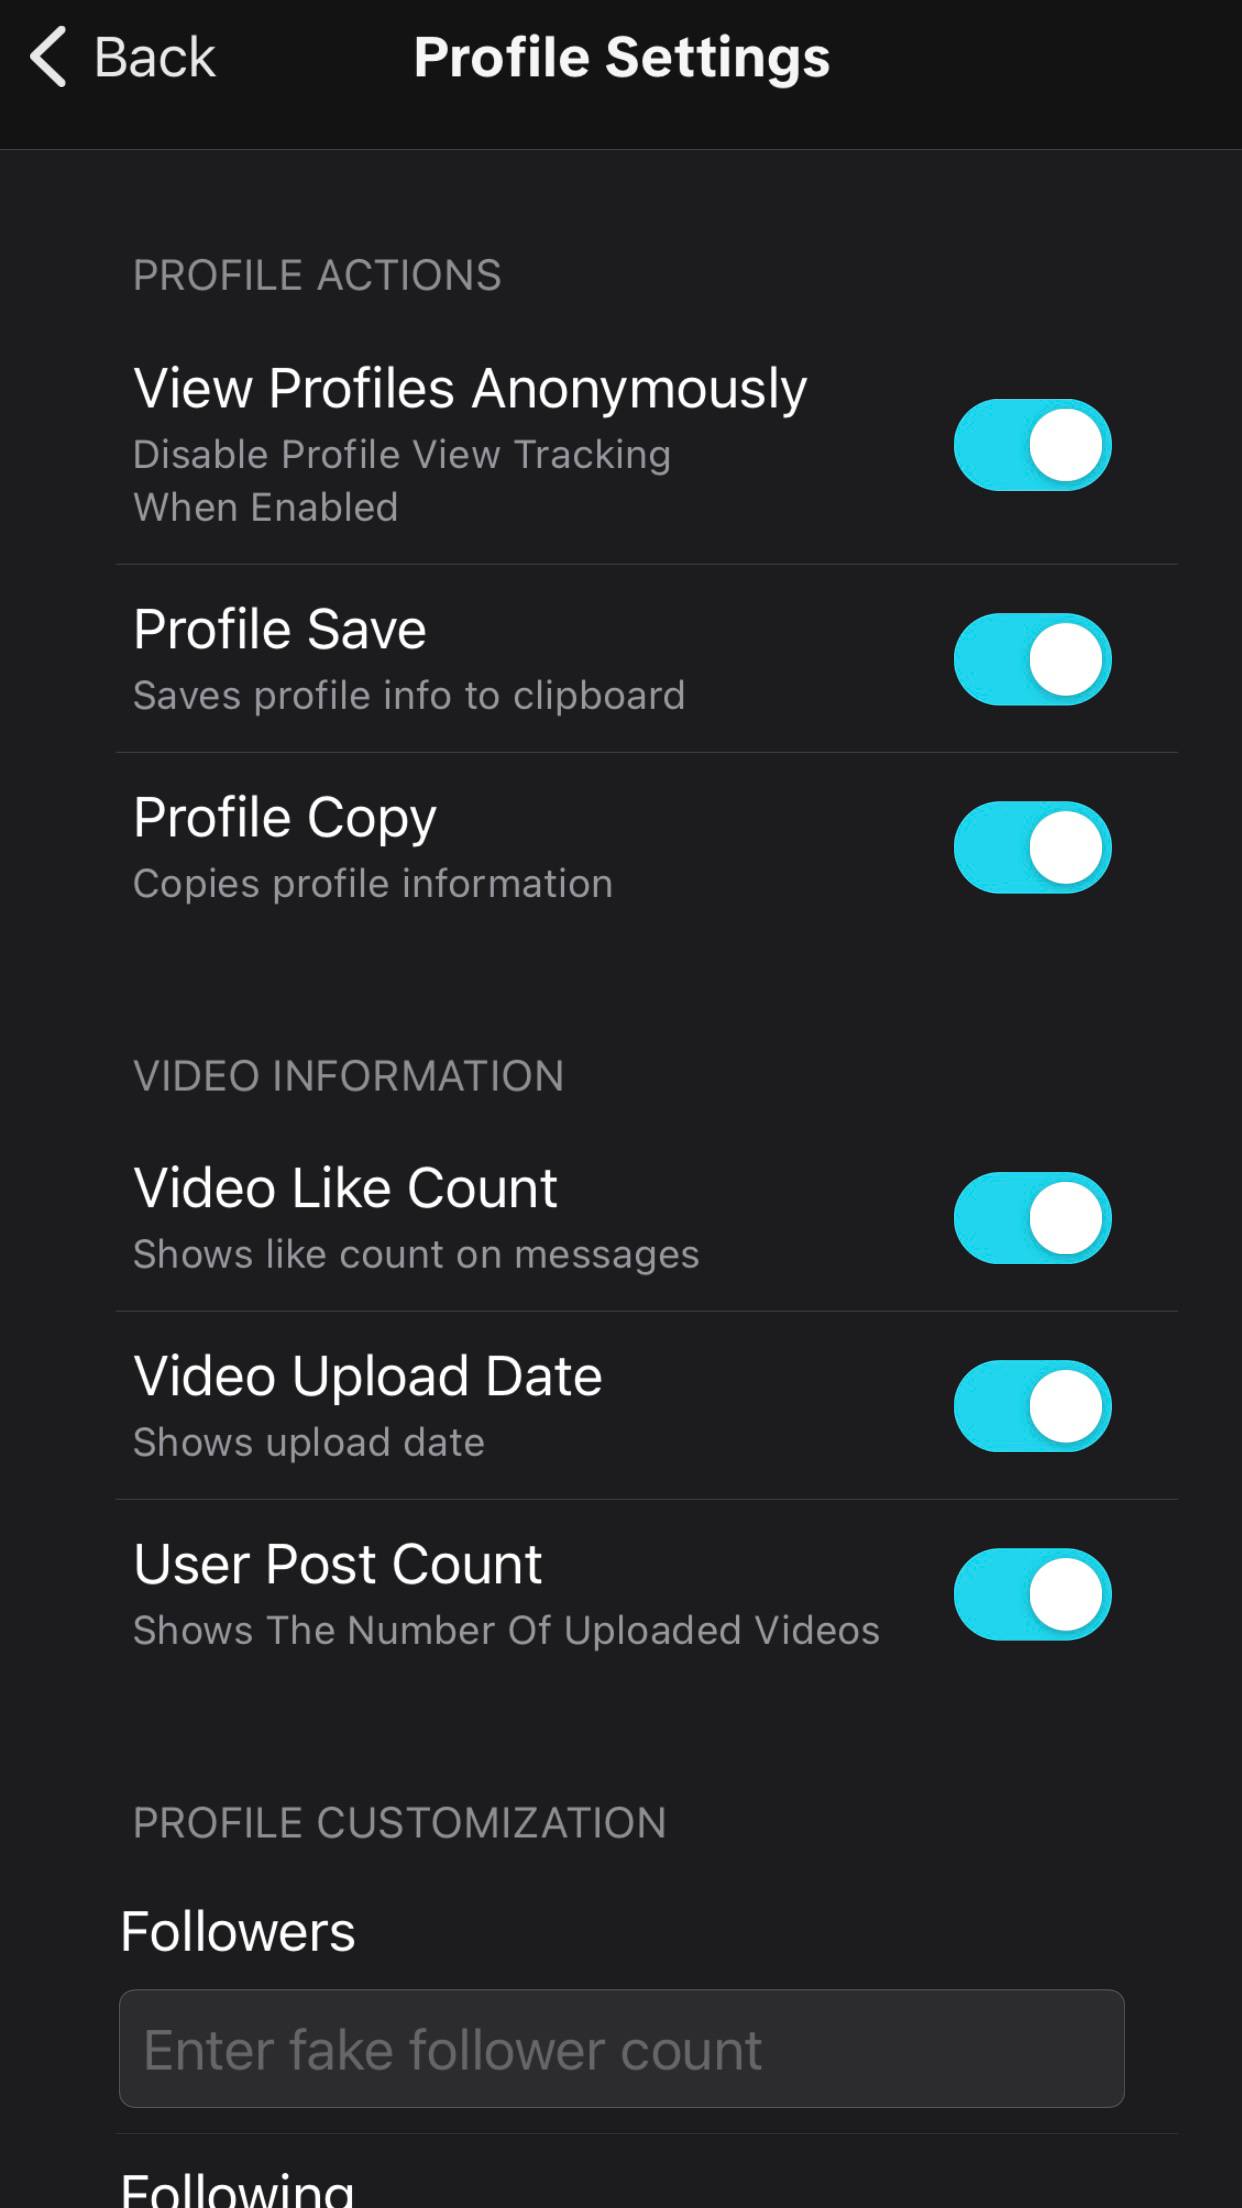 Back
Profile Settings
PROFILE ACTIONS
View Profiles Anonymously
Disable Profile View Tracking
When Enabled
Profile Save
Saves profile info to clipboard
Profile Copy
Copies profile information
VIDEO INFORMATION
Video Like Count
Shows like count on messages
Video Upload Date
Shows upload date
User Post Count
Shows The Number Of Uploaded Videos
PROFILE CUSTOMIZATION
Followers
Enter fake follower count
Following